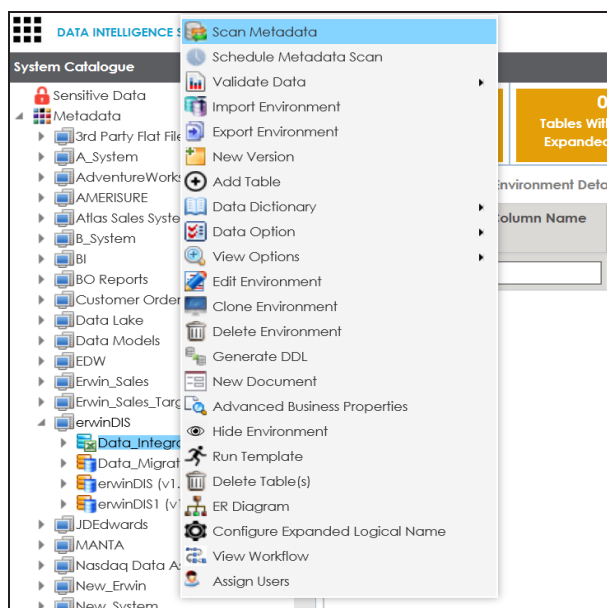 DATA INTELLIGENCE S
System Catalogue
Sensitive Data
Metadata
3rd Party Flat File
A_System
AdventureWorks
AMERISURE
Atlas Sales Syste
B_System
BI
BO Reports
Customer Order
Data Lake
Data Models
EDW
Erwin_Sales
Erwin_Sales_Targ
erwinDIS
Data_Integra
Data_Migrat
erwinDIS (v1.
erwinDIS1 (v1
JDEdwards
MANTA
Nasdaq Data As
New_Erwin
New_System
Scan Metadata
Schedule Metadata Scan
Validate Data
Import Environment
Export Environment
New Version
Add Table
Data Dictionary
Data Option
View Options
Edit Environment
Clone Environment
Delete Environment
Generate DDL
New Document
Advanced Business Properties
Hide Environment
Run Template
Delete Table(s)
ER Diagram
Configure Expanded Logical Name
View Workflow
Assign Users
0
Tables With
Expanded
Environment Deta
Column Name